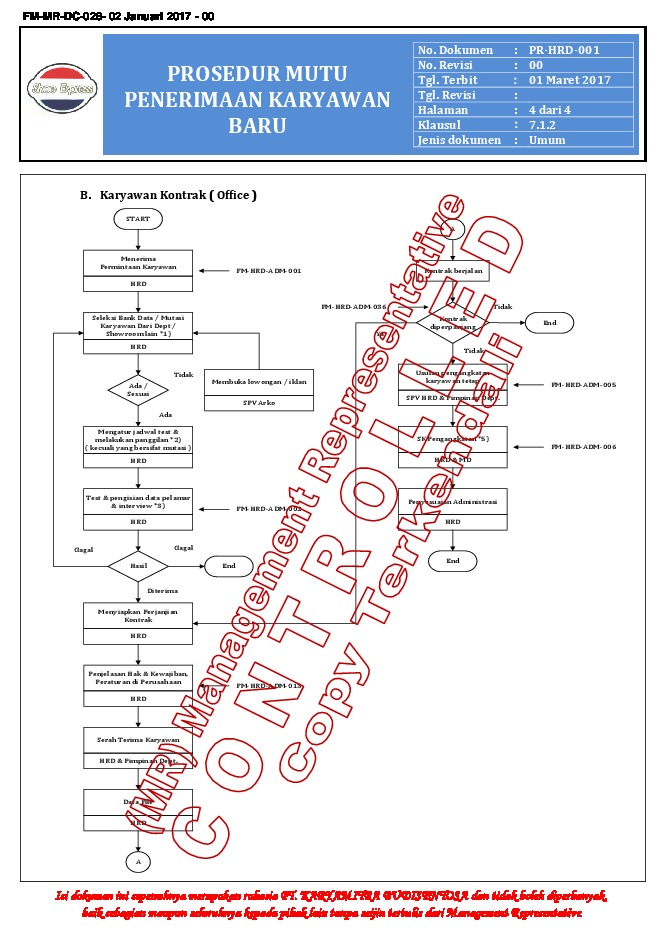 FM-MR-DC-028- 02 Januari 2017 - 00
Shoe Express
PROSEDUR MUTU
PENERIMAAN KARYAWAN
BARU
No. Dokumen : PR-HRD-001
No. Revisi : 00
Tgl. Terbit : 01 Maret 2017
Tgl. Revisi :
Halaman : 4 dari 4
Klausul : 7.1.2
Jenis dokumen : Umum
B. Karyawan Kontrak ( Office )
START
Menerima
Permintaan Karyawan
HRD
FM-HRD-ADM-001
Seleksi Bank Data / Mutasi
Karyawan Dari Dept /
Showroom lain *1)
HRD
Ada /
Sesuai
Tidak
Ada
Membuka lowongan / iklan
SPV Arko
Mengatur jadwal test &
melakukan panggilan *2)
( kecuali yang bersifat mutasi )
HRD
Test & pengisian data pelamar
& interview *3)
HRD
FM-HRD-ADM-002
Gagal
Hasil
Gagal
End
Diterima
Menyiapkan Perjanjian
Kontrak
HRD
Penjelasan Hak & Kewajiban,
Peraturan di Perusahaan
HRD
FM-HRD-ADM-013
Serah Terima Karyawan
HRD & Pimpinan Dept.
Data File
HRD
A
A
Kontrak berjalan
FM-HRD-ADM-036
Kontrak
diperpanjang
Tidak
End
Ya
Tidak
Usulan pengangkatan
karyawan tetap
SPV HRD & Pimpinan Dept.
FM-HRD-ADM-005
SK Pengangkatan *5)
HRD & MD
FM-HRD-ADM-006
Penyesuaian Administrasi
HRD
End
(MR) Management Representative
CONTROLLED
Copy Terkendali
Isi dokumen ini sepenuhnya merupakan rahasia PT. KARYAMITRA BUDISENTOSA dan tidak boleh diperbanyak,
baik sebagian maupun seluruhnya kepada pihak lain tanpa seijin tertulis dari Management Representative